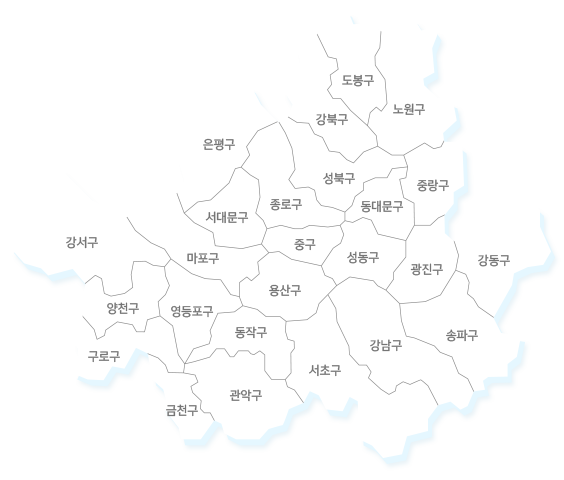 도봉구
노원구
강북구
은평구
성북구
중랑구
종로구
동대문구
서대문구
강서구
중구
마포구
성동구
강동구
광진구
용산구
양천구
영등포구
동작구
송파구
강남구
구로구
서초구
관악구
금천구